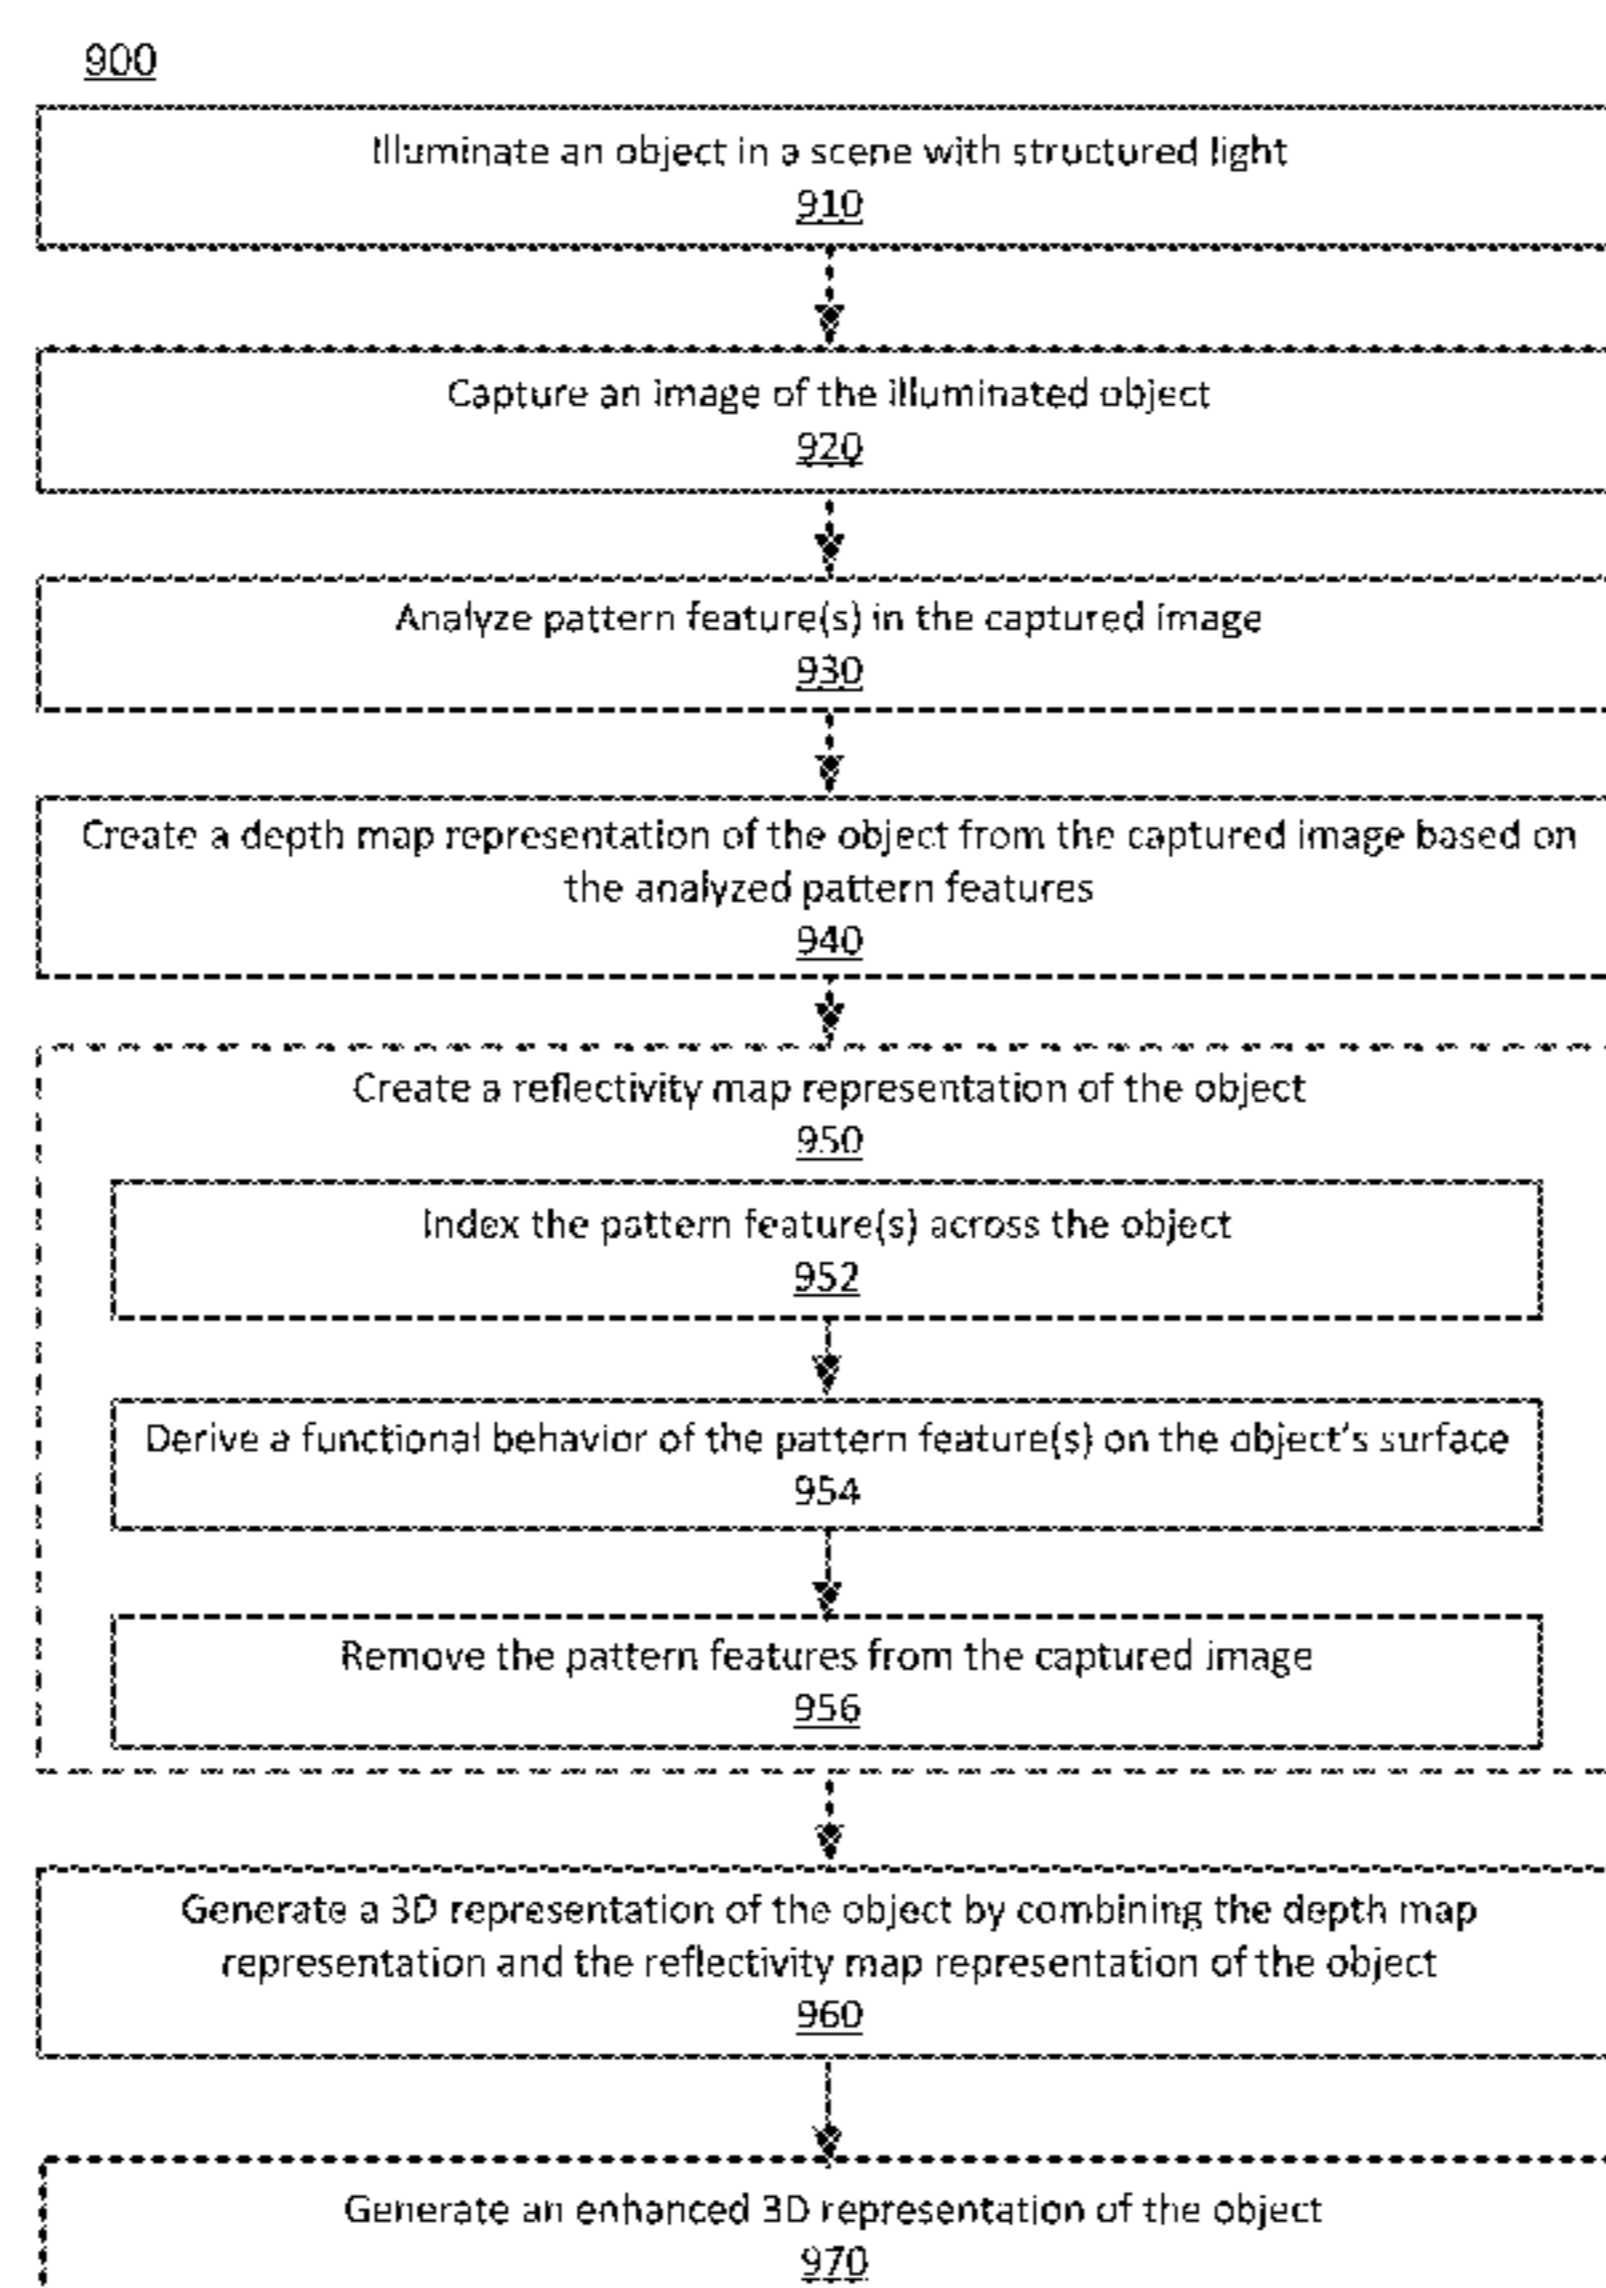 900
Illuminate an object in a scene with structured light
910
Capture an image of the illuminated object
920
Analyze pattern feature(s) in the captured image
930
Create a depth map representation of the object from the captured image based on
the analyzed pattern features
940
Create a reflectivity map representation of the object
950
Index the pattern feature(s) across the object
952
Derive a functional behavior of the pattern feature(s) on the object's surface
954
Remove the pattern features from the captured image
956
Generate a 3D representation of the object by combining the depth map
representation and the reflectivity map representation of the object
960
Generate an enhanced 3D representation of the object
970